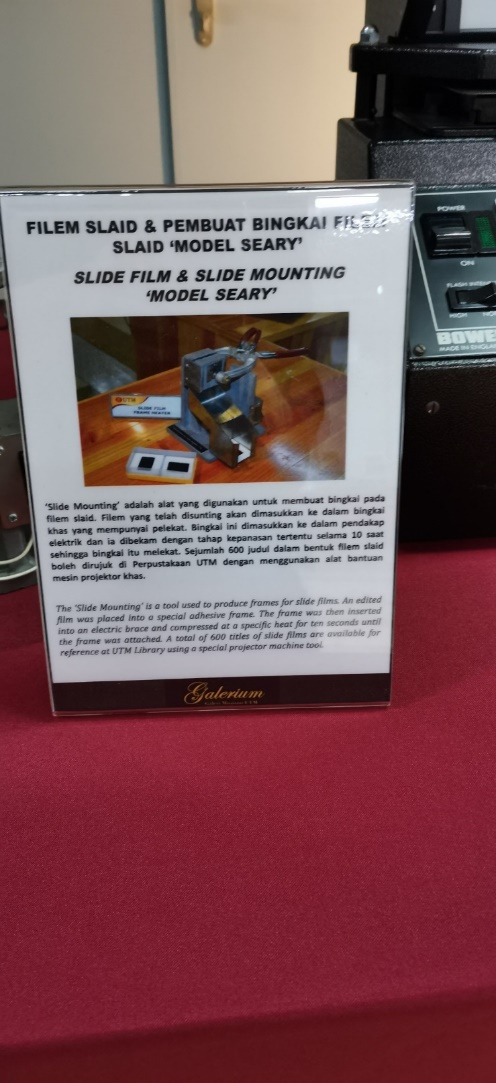 FILEM SLAID & PEMBUAT BINGKAI FILEM
SLAID ‘MODEL SEARY’
SLIDE FILM & SLIDE MOUNTING
‘MODEL SEARY’
UTM
SLIDE FILM
FRAME HEATER
‘Slide Mounting’ adalah alat yang digunakan untuk membuat bingkai pada
filem slaid. Filem yang telah disunting akan dimasukkan ke dalam bingkai
khas yang mempunyai pelekat. Bingkai ini dimasukkan ke dalam pendakap
elektrik dan ia dibekam dengan tahap kepanasan tertentu selama 10 saat
sehingga bingkai itu melekat. Sejumlah 600 judul dalam bentuk filem slaid
boleh dirujuk di Perpustakaan UTM dengan menggunakan alat bantuan
mesin projektor khas.
The ‘Slide Mounting’ is a tool used to produce frames for slide films. An edited
film was placed into a special adhesive frame. The frame was then inserted
into an electric brace and compressed at a specific heat for ten seconds until
the frame was attached. A total of 600 titles of slide films are available for
reference at UTM Library using a special projector machine tool.
Galerium
POWER
ON
FLASH
BOWE
MADE IN ENGL